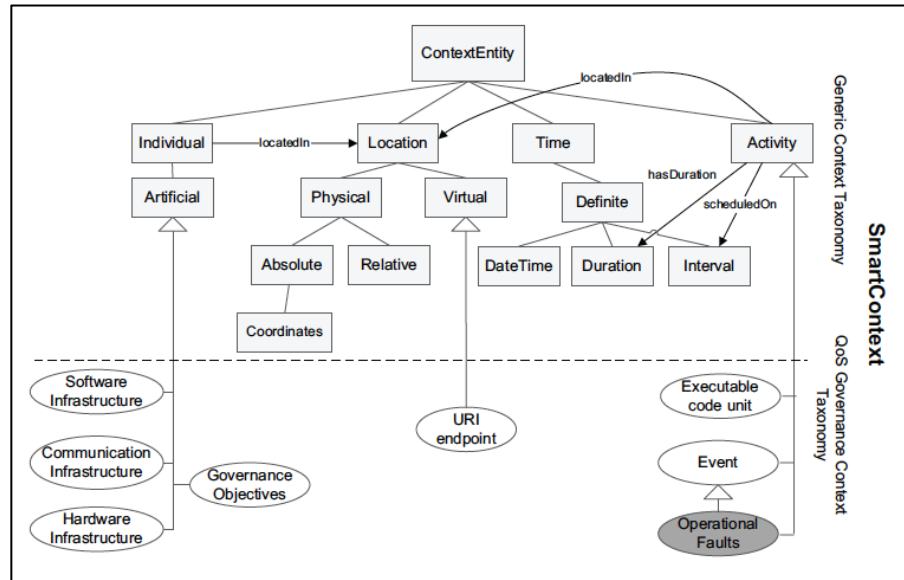 ContextEntity
locatedIn
Individual
locatedIn
Location
Time
Activity
hasDuration
Artificial
Physical
Virtual
Definite
scheduledOn
Absolute
Relative
DateTime
Duration
Interval
Coordinates
Generic Context Taxonomy
SmartContext
QoS Governance Context
Taxonomy
Software
Infrastructure
Executable
code unit
URI
endpoint
Communication
Infrastructure
Governance
Objectives
Event
Hardware
Infrastructure
Operational
Faults